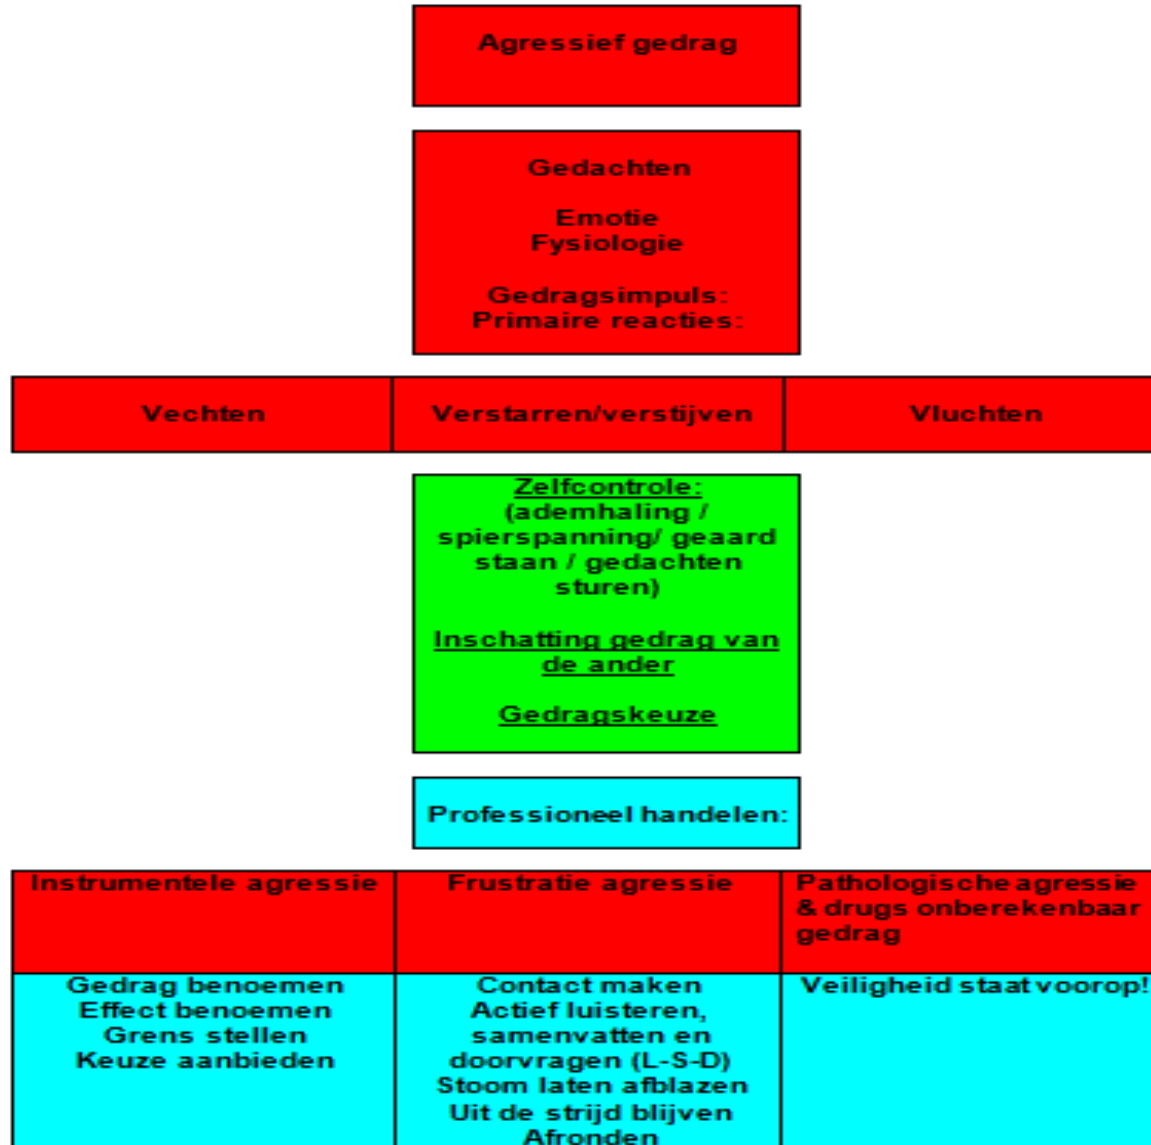 Agressief gedrag
Gedachten
Emotie
Fysiologie
Gedragsimpuls:
Primaire reacties:
Vechten
Verstarren/verstijven
Vluchten
Zelfcontrole:
(ademhaling /
spierspanning/ geaard
staan / gedachten
sturen)
Inschatting gedrag van
de ander
Gedragskeuze
Professioneel handelen:
Instrumentele agressie
Frustratie agressie
Pathologische agressie
& drugs onberekenbaar
gedrag
Gedrag benoemen
Effect benoemen
Grens stellen
Keuze aanbieden
Contact maken
Actief luisteren,
samenvatten en
doorvragen (L-S-D)
Stoom laten afblazen
Uit de strijd blijven
Afronden
Veiligheid staat voorop!